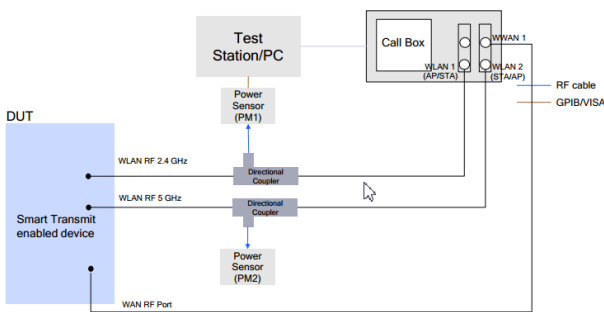 Test
Station/PC
Call Box
WWAN 1
WLAN 1
(AP/STA)
WLAN 2
(STA/AP)
RF cable
GPIB/VISA
Power
Sensor
(PM1)
DUT
WLAN RF 2.4 GHz
Directional
Coupler
WLAN RF 5 GHz
Directional
Coupler
Smart Transmit
enabled device
Power
Sensor
(PM2)
WAN RF Port